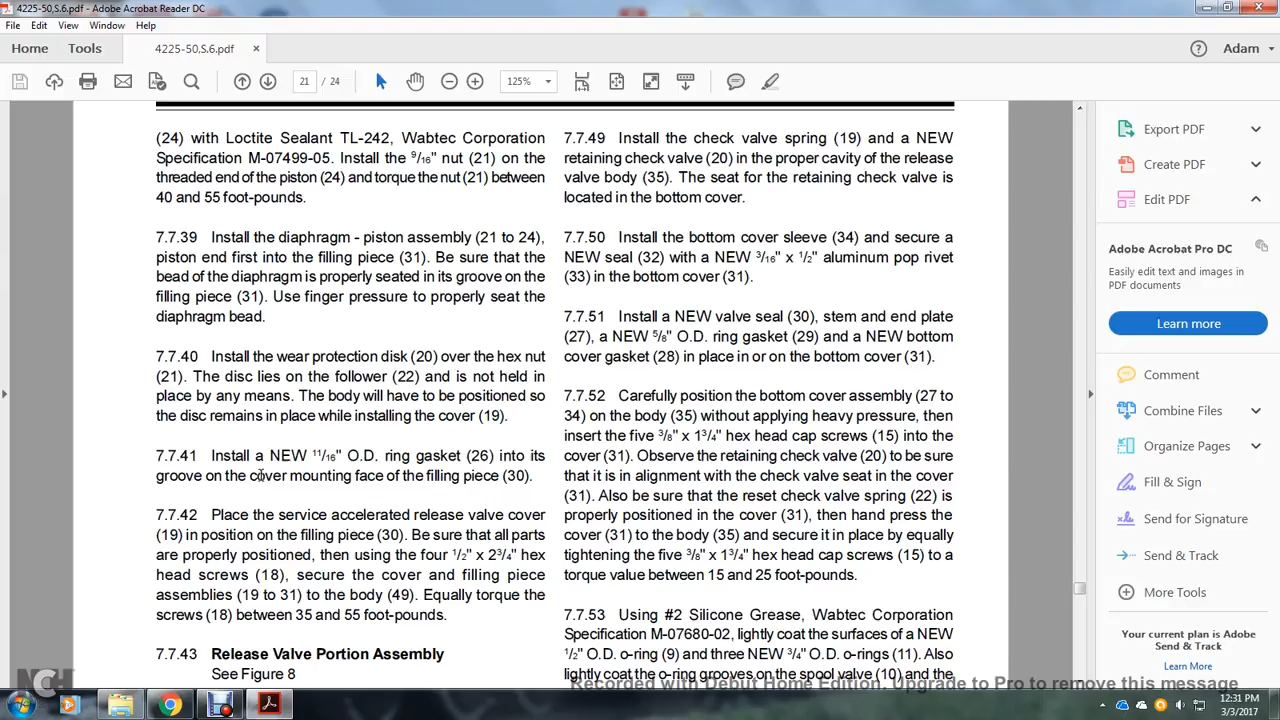 4225-50,S.6.pdf - Adobe Acrobat Reader DC
File Edit View Window Help
Home Tools 4225-50,S.6.pdf × Adam
21 / 24 125%
(24) with Loctite Sealant TL-242, Wabtec Corporation
Specification M-07499-05. Install the 9/16" nut (21) on the
threaded end of the piston (24) and torque the nut (21) between
40 and 55 foot-pounds.
7.7.39 Install the diaphragm - piston assembly (21 to 24),
piston end first into the filling piece (31). Be sure that the
bead of the diaphragm is properly seated in its groove on the
filling piece (31). Use finger pressure to properly seat the
diaphragm bead.
7.7.40 Install the wear protection disk (20) over the hex nut
(21). The disc lies on the follower (22) and is not held in
place by any means. The body will have to be positioned so
the disc remains in place while installing the cover (19).
7.7.41 Install a NEW 11/16" O.D. ring gasket (26) into its
groove on the cover mounting face of the filling piece (30).
7.7.42 Place the service accelerated release valve cover
(19) in position on the filling piece (30). Be sure that all parts
are properly positioned, then using the four 1/2" x 23/4" hex
head screws (18), secure the cover and filling piece
assemblies (19 to 31) to the body (49). Equally torque the
screws (18) between 35 and 55 foot-pounds.
7.7.43 Release Valve Portion Assembly
See Figure 8
7.7.49 Install the check valve spring (19) and a NEW
retaining check valve (20) in the proper cavity of the release
valve body (35). The seat for the retaining check valve is
located in the bottom cover.
7.7.50 Install the bottom cover sleeve (34) and secure a
NEW seal (32) with a NEW 3/16" x 1/2" aluminum pop rivet
(33) in the bottom cover (31).
7.7.51 Install a NEW valve seal (30), stem and end plate
(27), a NEW 5/8" O.D. ring gasket (29) and a NEW bottom
cover gasket (28) in place in or on the bottom cover (31).
7.7.52 Carefully position the bottom cover assembly (27 to
34) on the body (35) without applying heavy pressure, then
insert the five 3/8" x 13/4" hex head cap screws (15) into the
cover (31). Observe the retaining check valve (20) to be sure
that it is in alignment with the check valve seat in the cover
(31). Also be sure that the reset check valve spring (22) is
properly positioned in the cover (31), then hand press the
cover (31) to the body (35) and secure it in place by equally
tightening the five 3/8" x 13/4" hex head cap screws (15) to a
torque value between 15 and 25 foot-pounds.
7.7.53 Using #2 Silicone Grease, Wabtec Corporation
Specification M-07680-02, lightly coat the surfaces of a NEW
1/2" O.D. o-ring (9) and three NEW 3/4" O.D. o-rings (11). Also
lightly coat the o-ring grooves on the spool valve (10) and the
Export PDF
Create PDF
Edit PDF
Adobe Acrobat Pro DC
Easily edit text and images in
PDF documents
Learn more
Comment
Combine Files
Organize Pages
Fill & Sign
Send for Signature
Send & Track
More Tools
Your current plan is Adobe
Send & Track
Learn More
NCH
Recorded with Debut Home Edition. Upgrade to Pro to remove this message
12:31 PM
3/3/2017